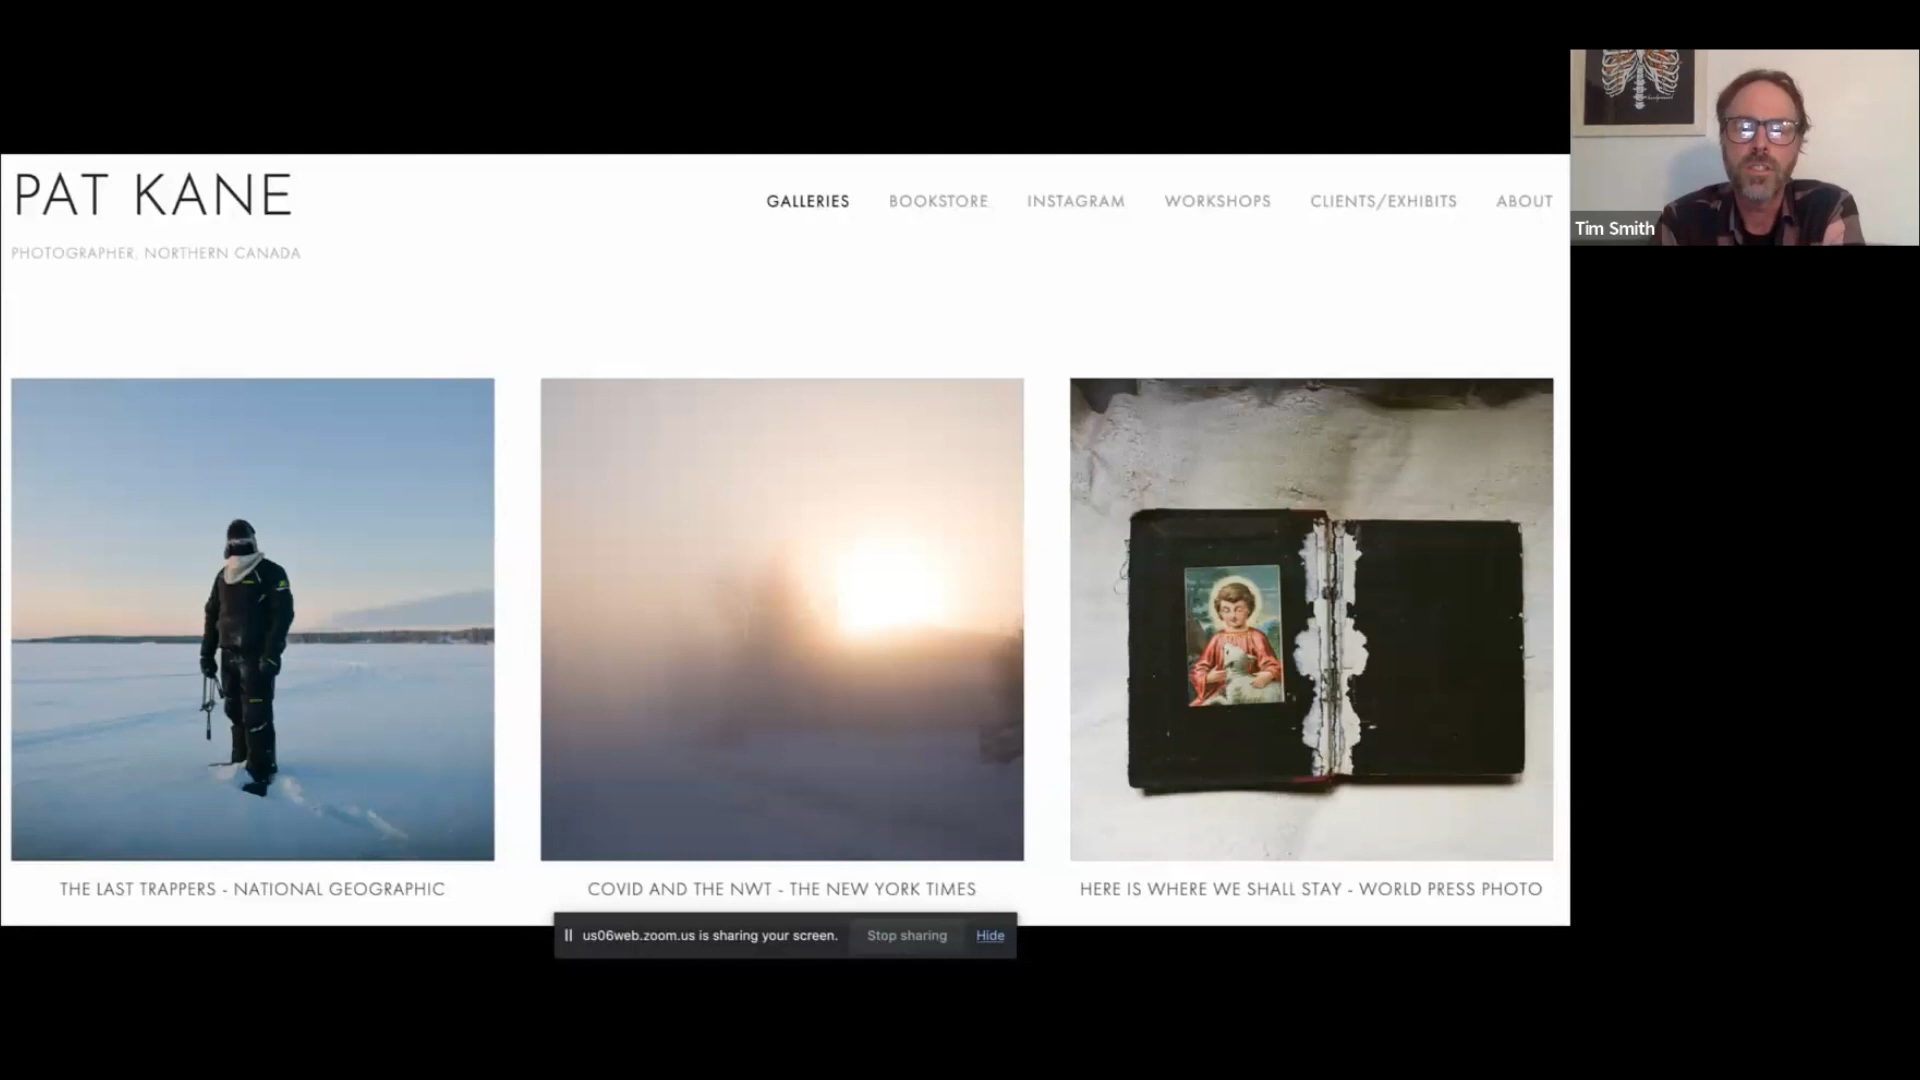 PAT KANE
PHOTOGRAPHER, NORTHERN CANADA
GALLERIES BOOKSTORE INSTAGRAM WORKSHOPS CLIENTS/EXHIBITS ABOUT
Tim Smith
THE LAST TRAPPERS - NATIONAL GEOGRAPHIC
COVID AND THE NWT - THE NEW YORK TIMES
HERE IS WHERE WE SHALL STAY - WORLD PRESS PHOTO
us06web.zoom.us is sharing your screen. Stop sharing Hide